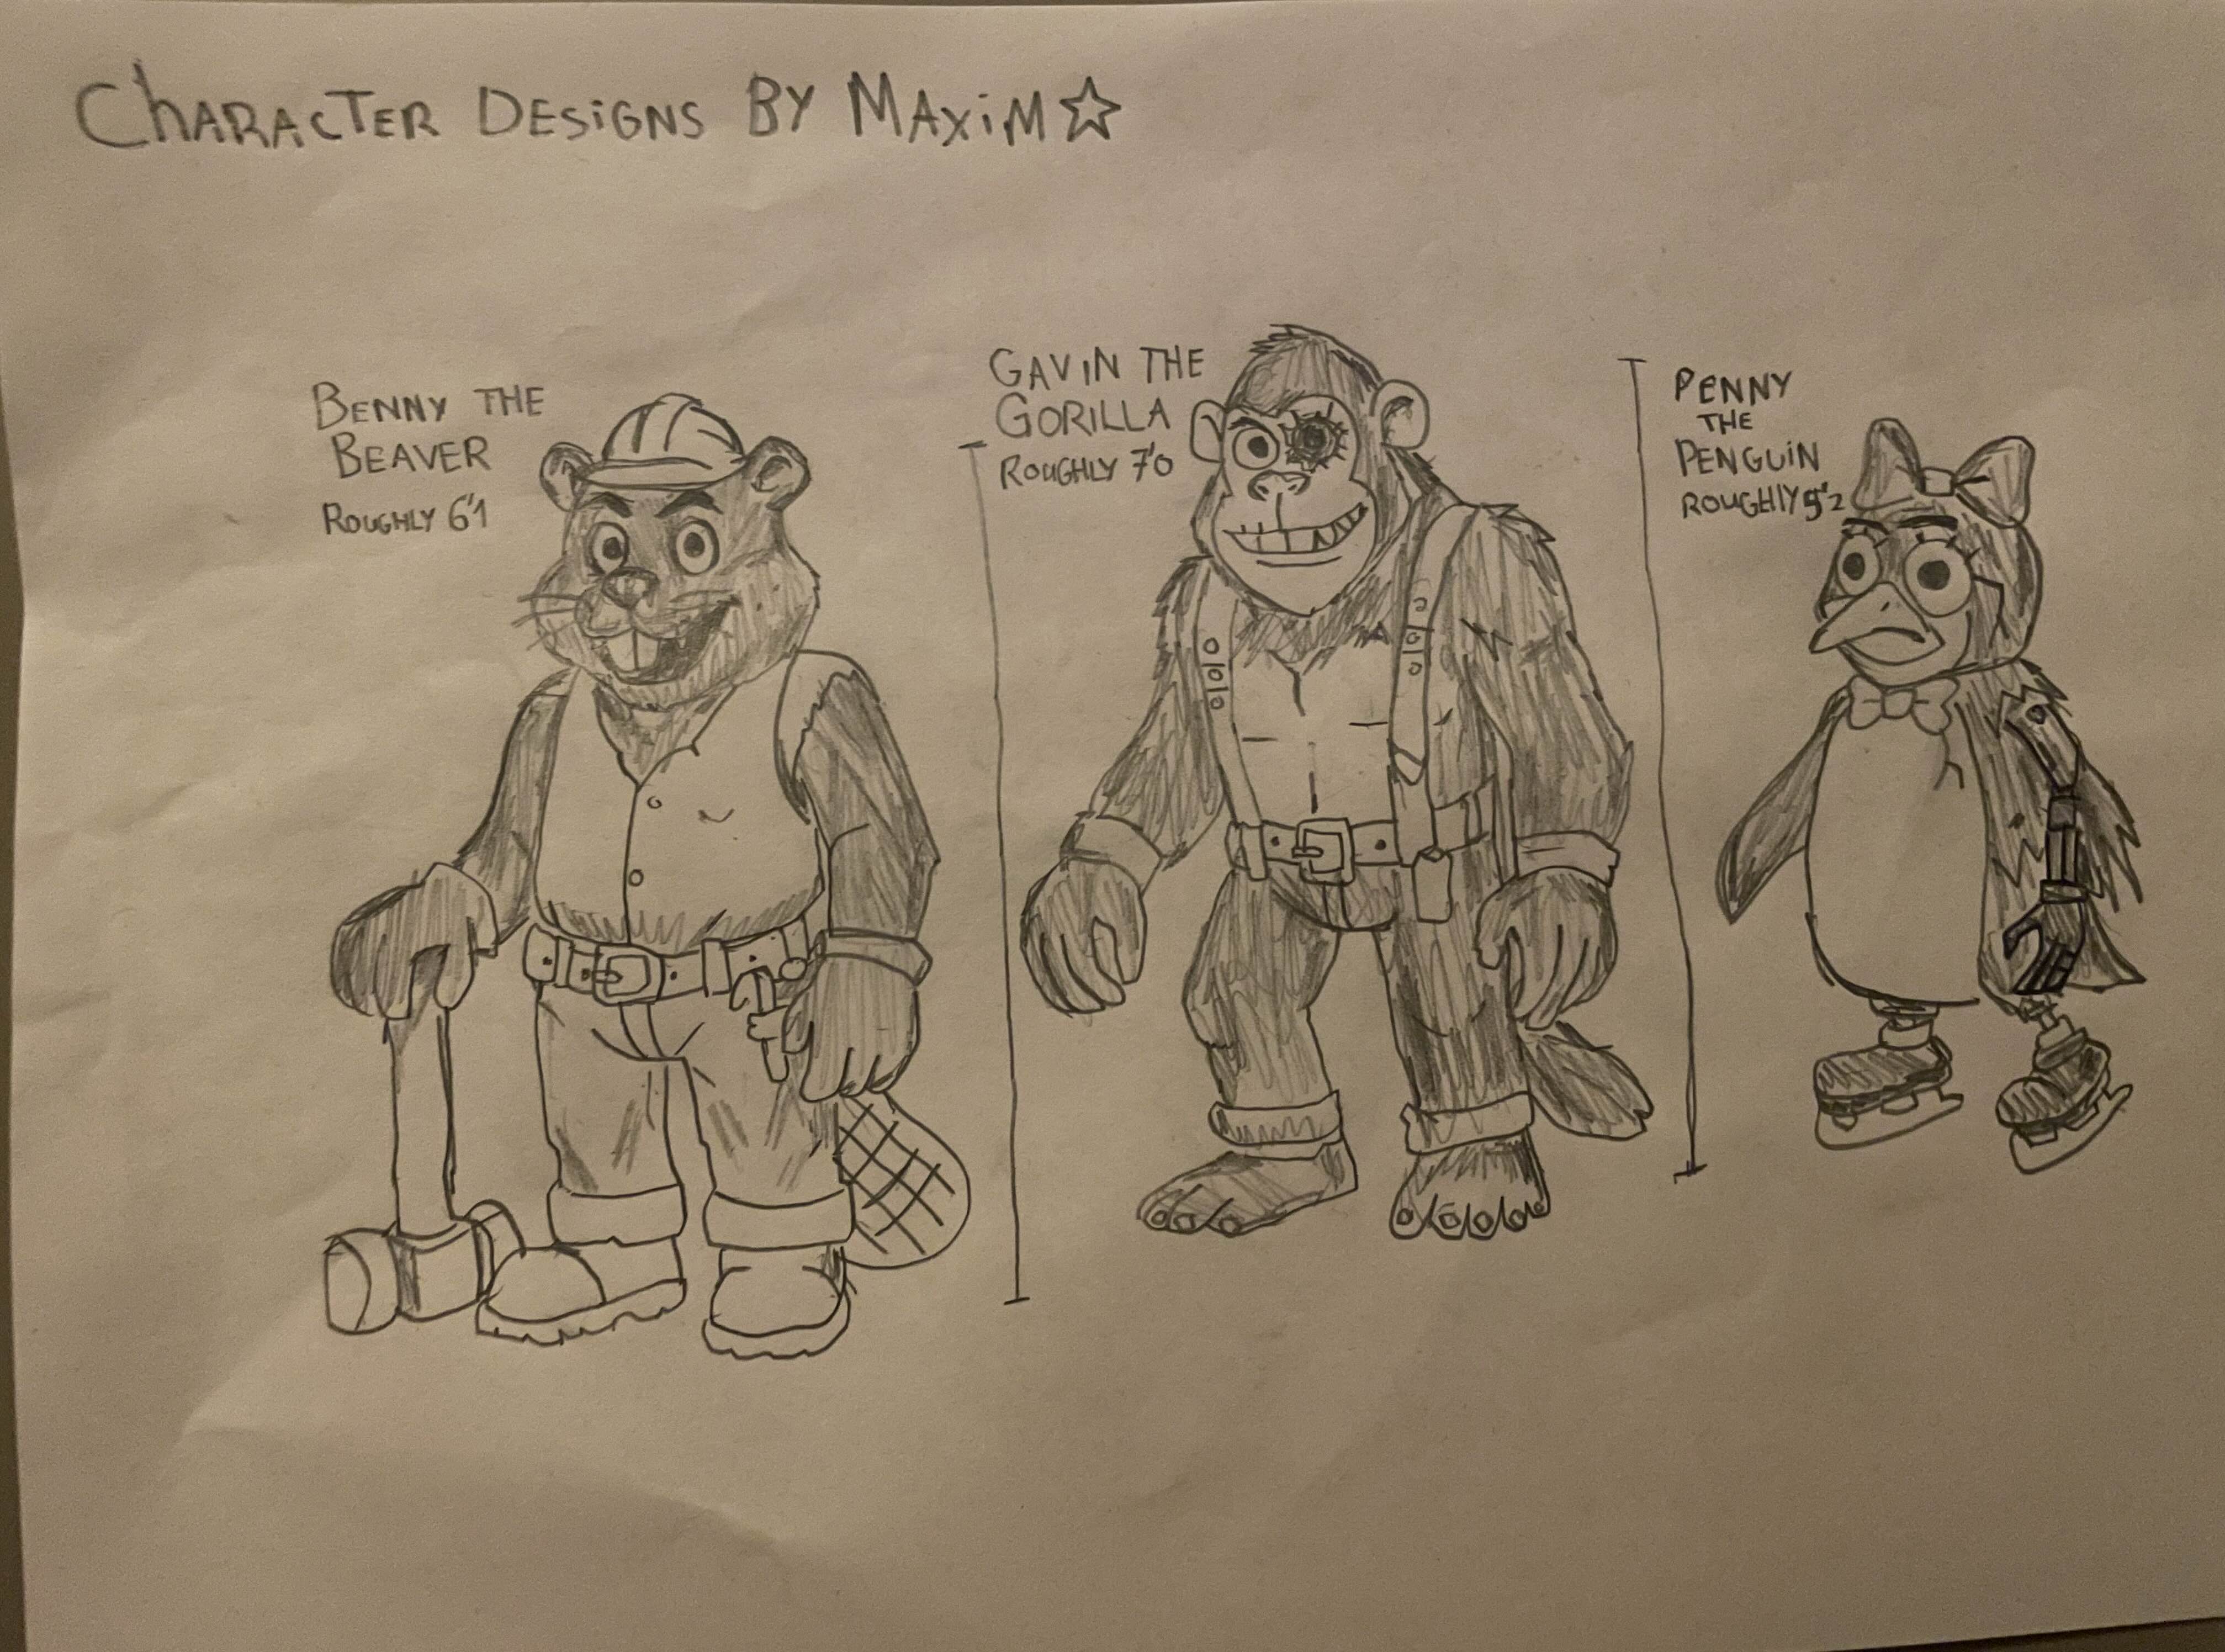 CHARACTER DESIGNS BY MAXiM
BENNY THE
BEAVER
ROUGHLY 6'1
GAViN THE
GORILLA
ROUGHLY 7'0
PENNY
THE
PENGUiN
ROUGHLY 5'2